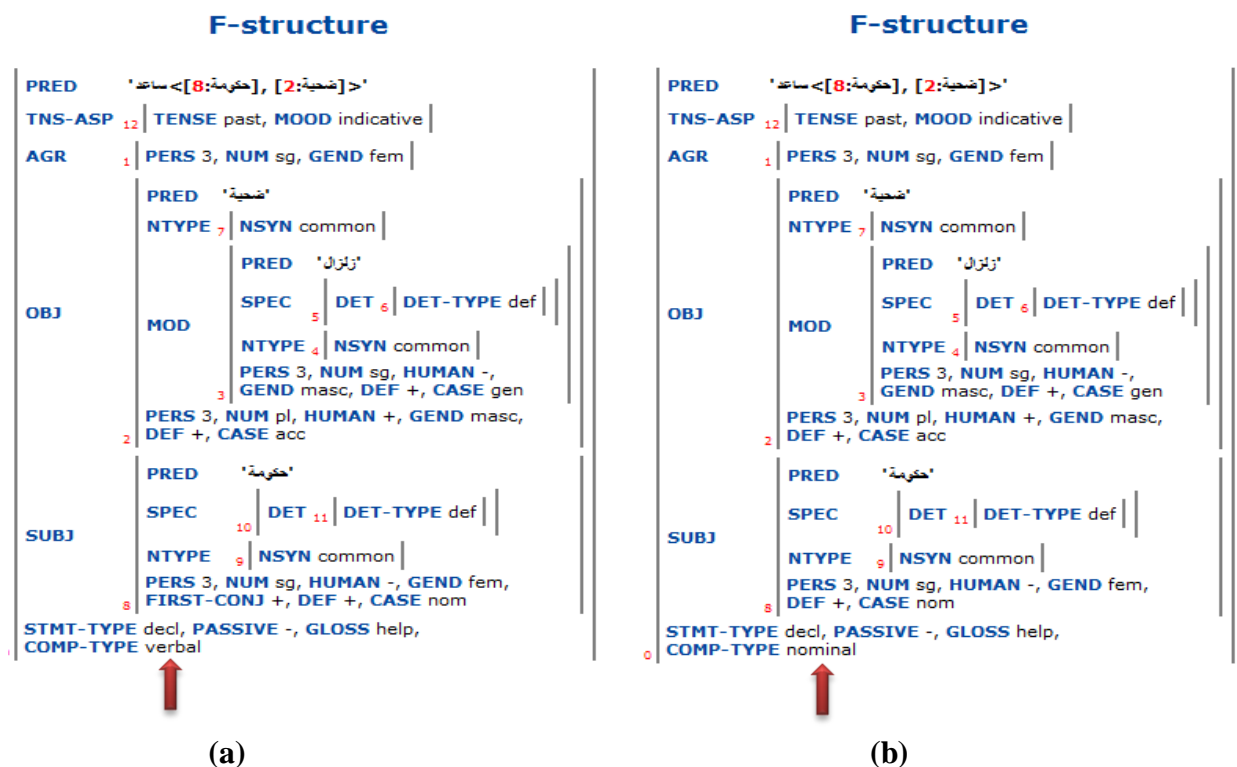 F-structure
PRED 'ساعد<[8:حكومة], [2:ضحية]>'
TNS-ASP 12 TENSE past, MOOD indicative
AGR 1 PERS 3, NUM sg, GEND fem
PRED 'ضحية'
NTYPE 7 NSYN common
PRED 'زلزال'
SPEC 5 DET 6 DET-TYPE def
OBJ
MOD
NTYPE 4 NSYN common
PERS 3, NUM sg, HUMAN -,
3 GEND masc, DEF +, CASE gen
PERS 3, NUM pl, HUMAN +, GEND masc,
2 DEF +, CASE acc
PRED 'حكومة'
SPEC 10 DET 11 DET-TYPE def
SUBJ
NTYPE 9 NSYN common
PERS 3, NUM sg, HUMAN -, GEND fem,
8 FIRST-CONJ +, DEF +, CASE nom
STMT-TYPE decl, PASSIVE -, GLOSS help,
COMP-TYPE verbal
(a)
F-structure
PRED 'ساعد<[8:حكومة], [2:ضحية]>'
TNS-ASP 12 TENSE past, MOOD indicative
AGR 1 PERS 3, NUM sg, GEND fem
PRED 'ضحية'
NTYPE 7 NSYN common
PRED 'زلزال'
SPEC 5 DET 6 DET-TYPE def
OBJ
MOD
NTYPE 4 NSYN common
PERS 3, NUM sg, HUMAN -,
3 GEND masc, DEF +, CASE gen
PERS 3, NUM pl, HUMAN +, GEND masc,
2 DEF +, CASE acc
PRED 'حكومة'
SPEC 10 DET 11 DET-TYPE def
SUBJ
NTYPE 9 NSYN common
PERS 3, NUM sg, HUMAN -, GEND fem,
8 DEF +, CASE nom
STMT-TYPE decl, PASSIVE -, GLOSS help,
0 COMP-TYPE nominal
(b)